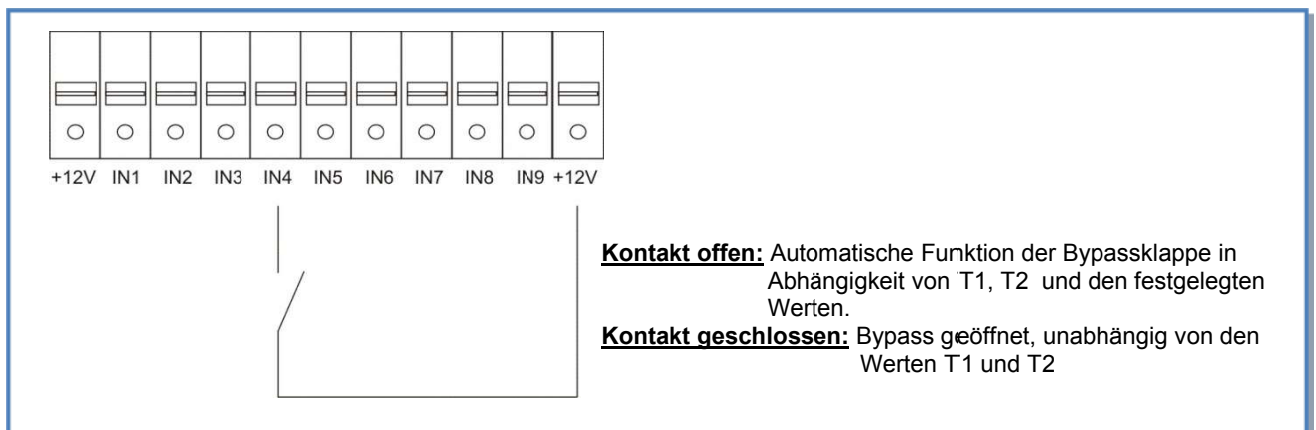 +12V IN1 IN2 IN3 IN4 IN5 IN6 IN7 IN8 IN9 +12V
Kontakt offen: Automatische Funktion der Bypassklappe in
Abhängigkeit von T1, T2 und den festgelegten
Werten.
Kontakt geschlossen: Bypass geöffnet, unabhängig von den
Werten T1 und T2